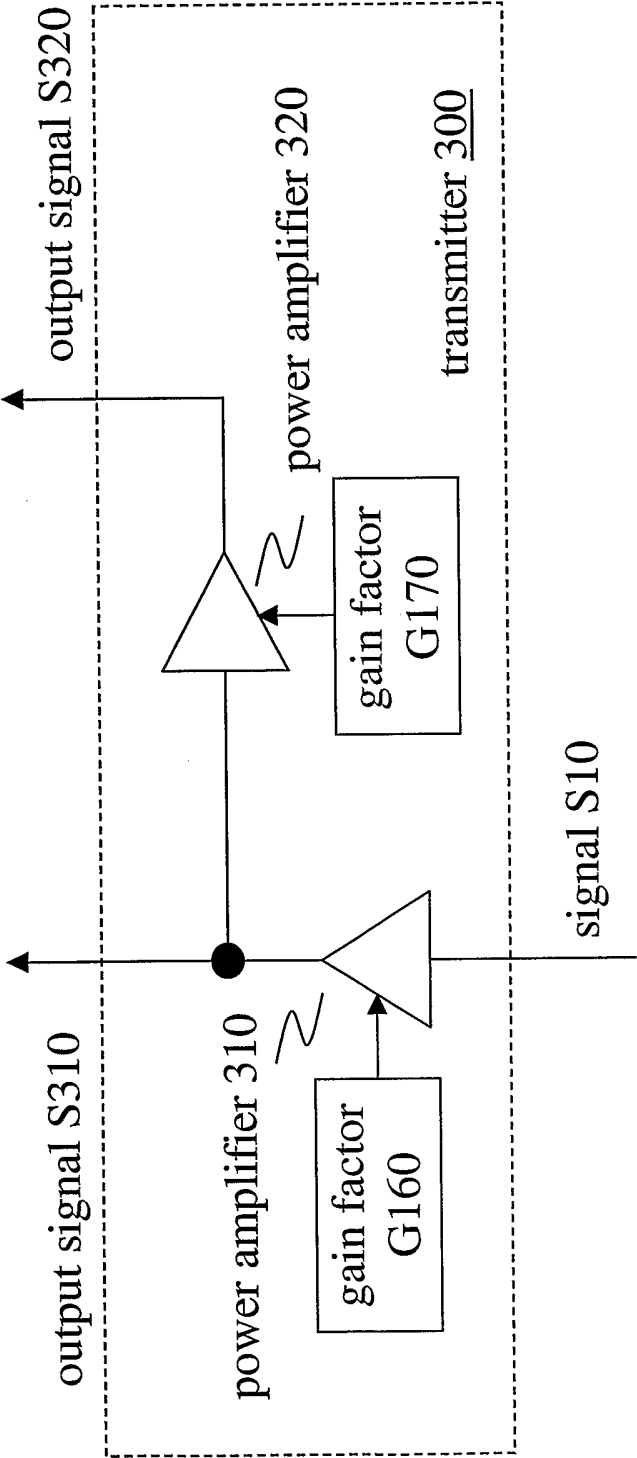 output signal S310
output signal S320
power amplifier 310
power amplifier 320
gain factor
G160
gain factor
G170
transmitter 300
signal S10